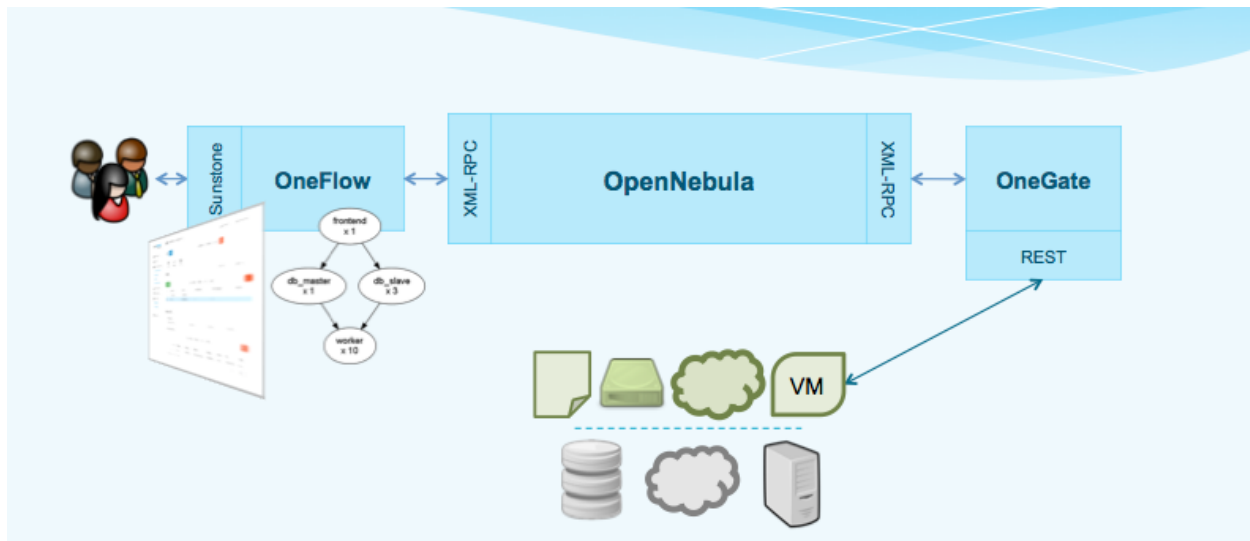 Sunstone
OneFlow
XML-RPC
OpenNebula
XML-RPC
OneGate
REST
frontend
x 1
db_master
x 1
db_slave
x 3
worker
x 10
VM